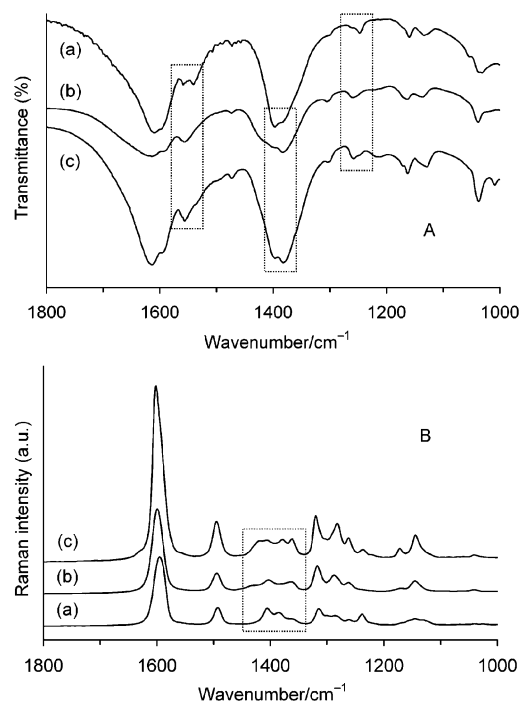 (a)
(b)
(c)
Transmittance (%)
A
1800 1600 1400 1200 1000
Wavenumber/cm⁻¹
B
Raman intensity (a.u.)
(c)
(b)
(a)
1800 1600 1400 1200 1000
Wavenumber/cm⁻¹